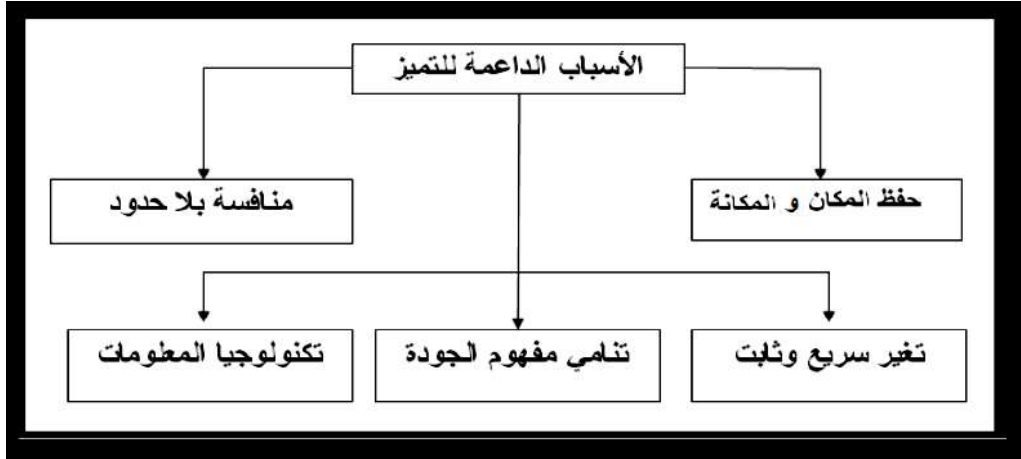 الأسباب الداعمة للتميز
حفظ المكان و المكانة
منافسة بلا حدود
تغير سريع وثابت
تنامي مفهوم الجودة
تكنولوجيا المعلومات